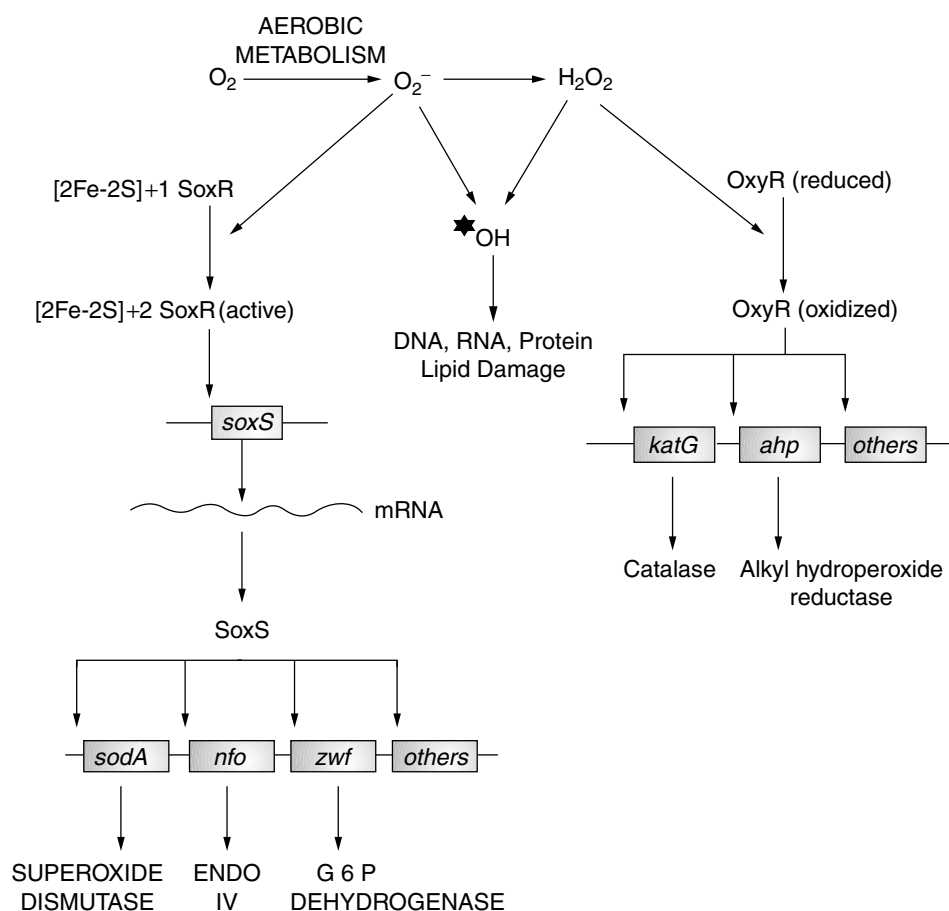 AEROBIC
METABOLISM
O₂
O₂⁻
H₂O₂
[2Fe-2S]+1 SoxR
OxyR (reduced)
OH
[2Fe-2S]+2 SoxR (active)
OxyR (oxidized)
DNA, RNA, Protein
Lipid Damage
soxS
katG
ahp
others
mRNA
Catalase
Alkyl hydroperoxide
reductase
SoxS
sodA
nfo
zwf
others
SUPEROXIDE
DISMUTASE
ENDO
IV
G 6 P
DEHYDROGENASE